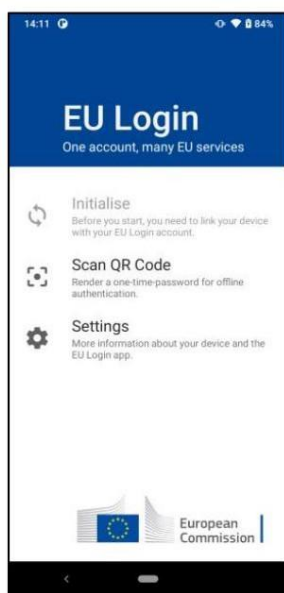 14:11 84%
EU Login
One account, many EU services
Initialise
Before you start, you need to link your device
with your EU Login account.
Scan QR Code
Render a one-time-password for offline
authentication.
Settings
More information about your device and the
EU Login app.
European
Commission